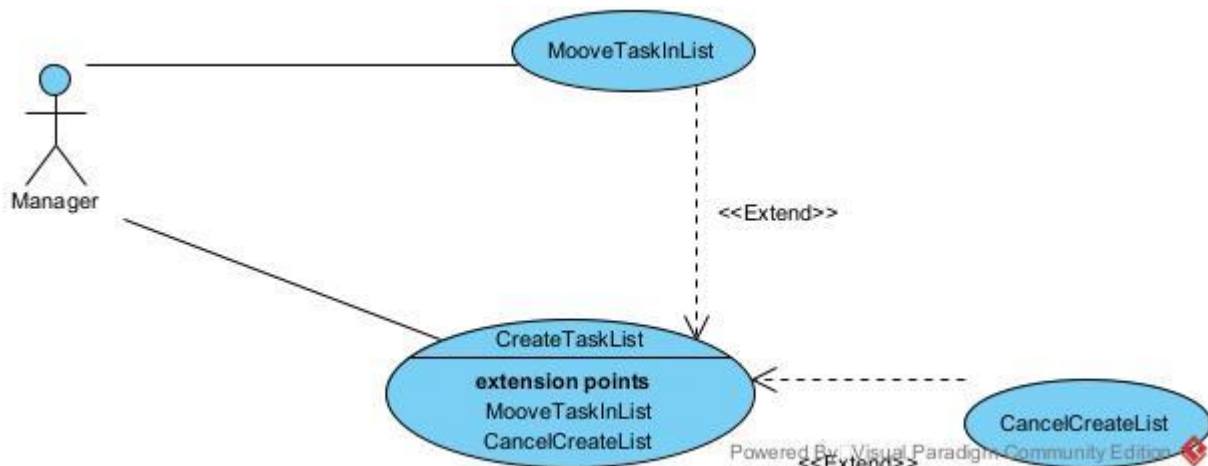 MooveTaskInList
Manager
<<Extend>>
CreateTaskList
extension points
MooveTaskInList
CancelCreateList
CancelCreateList
Powered By Visual Paradigm Community Edition
<<Extend>>